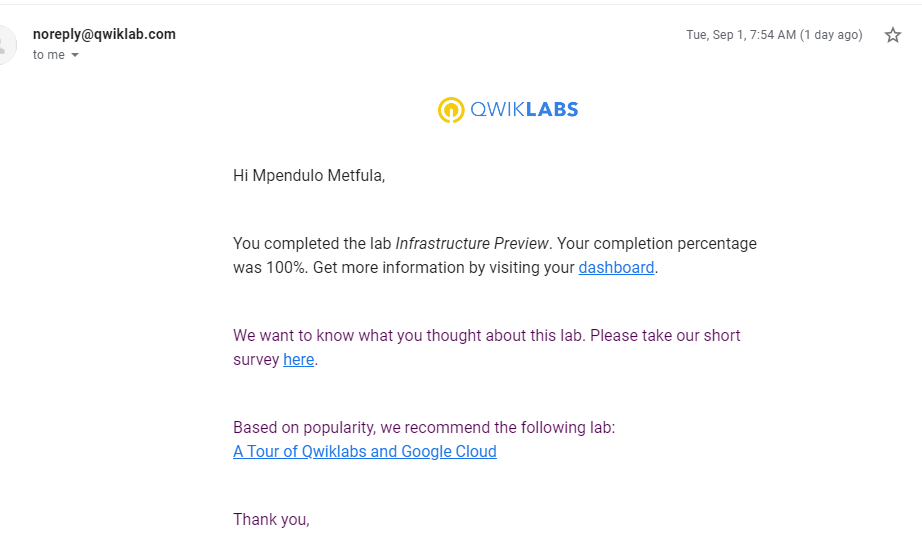 noreply@qwiklab.com
Tue, Sep 1, 7:54 AM (1 day ago)
to me
QWIKLABS
Hi Mpendulo Metfula,
You completed the lab Infrastructure Preview. Your completion percentage
was 100%. Get more information by visiting your dashboard.
We want to know what you thought about this lab. Please take our short
survey here.
Based on popularity, we recommend the following lab:
A Tour of Qwiklabs and Google Cloud
Thank you,